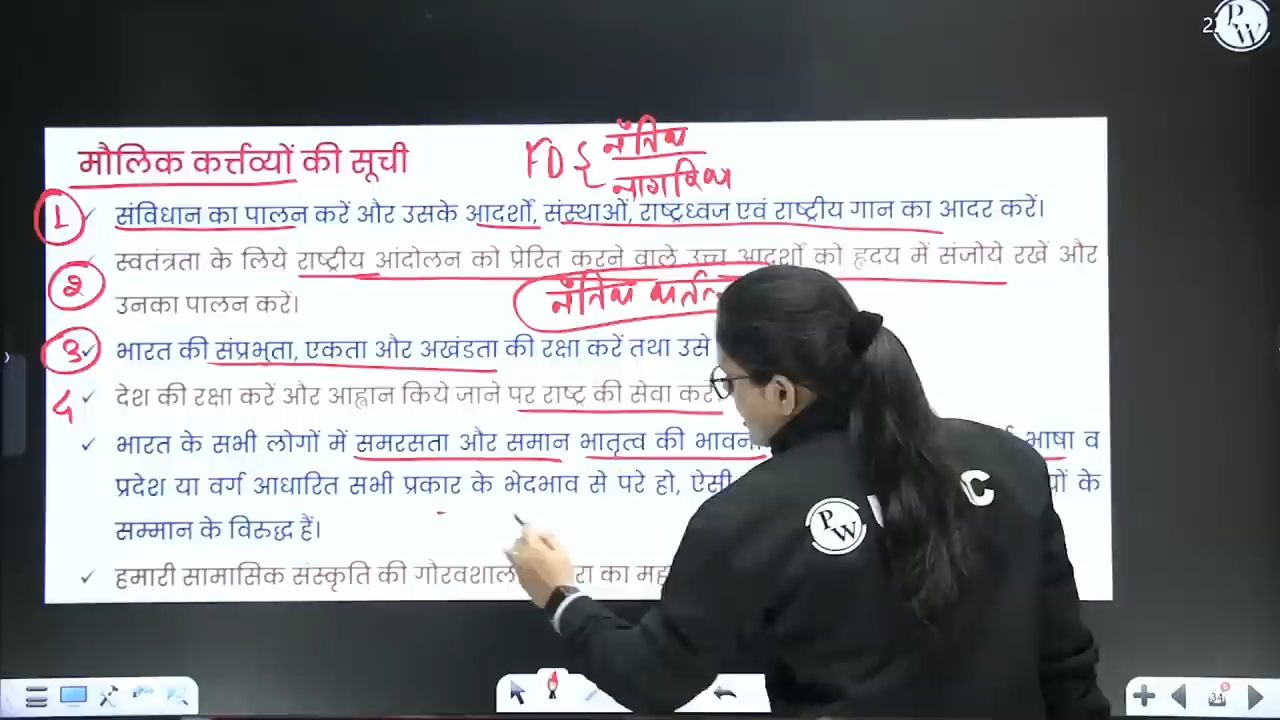 PW
मौलिक कर्त्तव्यों की सूची
FD { नैतिक
नागरिक
1 ✓ संविधान का पालन करें और उसके आदर्शो, संस्थाओं, राष्ट्रध्वज एवं राष्ट्रीय गान का आदर करें।
2 ✓ स्वतंत्रता के लिये राष्ट्रीय आंदोलन को प्रेरित करने वाले उच्च आदर्शों को हृदय में संजोये रखें और
उनका पालन करें।
नैतिक
3 ✓ भारत की संप्रभुता, एकता और अखंडता की रक्षा करें तथा उसे
4 ✓ देश की रक्षा करें और आह्वान किये जाने पर राष्ट्र की सेवा करें
✓ भारत के सभी लोगों में समरसता और समान भातृत्व की भावना भाषा व
प्रदेश या वर्ग आधारित सभी प्रकार के भेदभाव से परे हो, ऐसी के
सम्मान के विरुद्ध हैं।
✓ हमारी सामासिक संस्कृति की का
PW
34